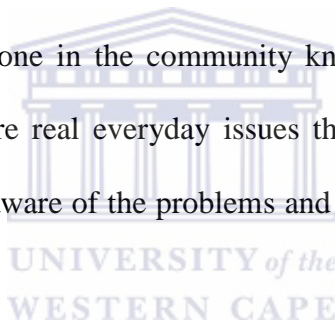 one in the community kn
re real everyday issues th
ware of the problems and
UNIVERSITY of the
WESTERN CAPE